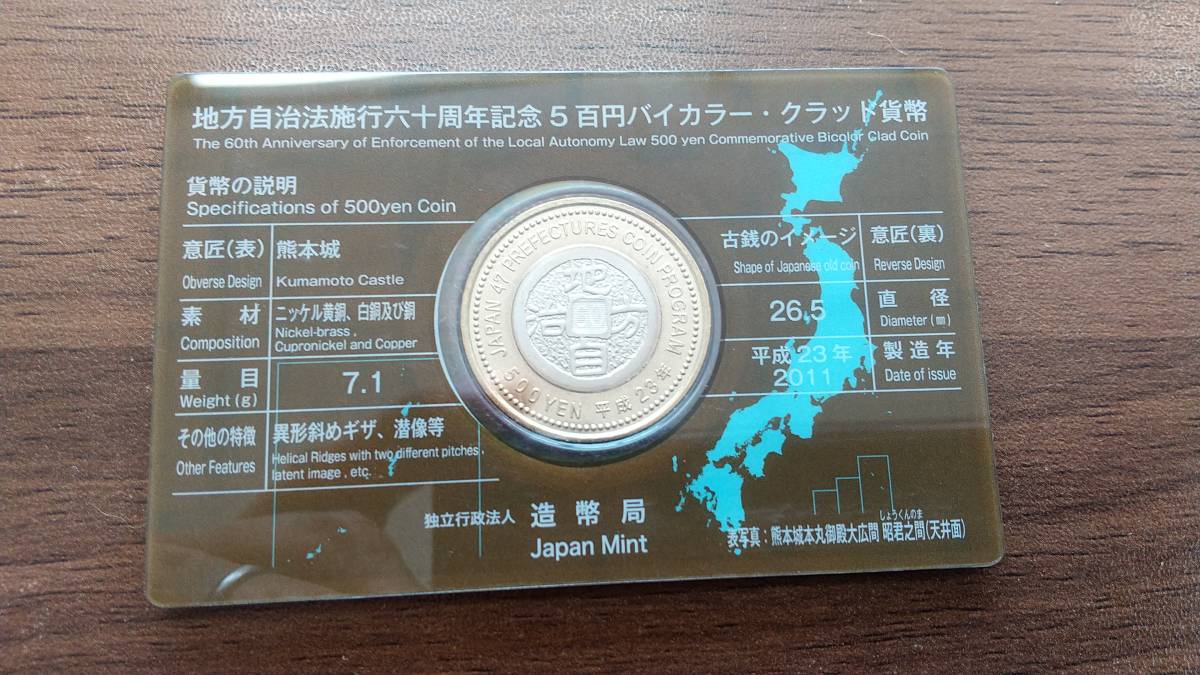 地方自治法施行六十周年記念5百円バイカラー・クラッド貨幣
The 60th Anniversary of Enforcement of the Local Autonomy Law 500 yen Commemorative Bicolor Clad Coin
貨幣の説明
Specifications of 500yen Coin
意匠(表) 熊本城
Obverse Design Kumamoto Castle
素材 ニッケル黄銅、白銅及び銅
Composition Nickel-brass,
Cupronickel and Copper
量目 7.1
Weight(g)
その他の特徴 異形斜めギザ、潜像等
Other Features Helical Ridges with two different pitches,
latent image, etc.
JAPAN 47 PREFECTURES COIN PROGRAM
地方自治
500 YEN 平成23年
古銭のイメージ 意匠(裏)
Shape of Japanese old coin Reverse Design
26.5 直径
Diameter(㎜)
平成23年 製造年
2011 Date of issue
独立行政法人 造幣局
Japan Mint
しょうくんのま
表写真:熊本城本丸御殿大広間 昭君之間(天井面)